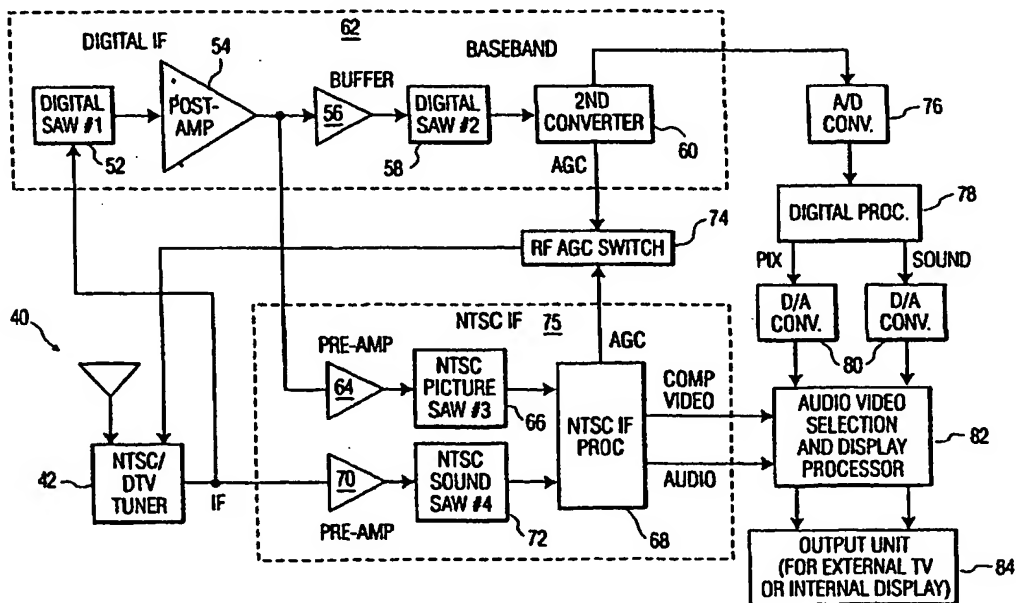 DIGITAL IF
62
BASEBAND
54
BUFFER
DIGITAL
SAW #1
52
POST-
AMP
56
DIGITAL
SAW #2
58
2ND
CONVERTER
60
AGC
A/D
CONV.
76
DIGITAL PROC.
78
PIX
SOUND
D/A
CONV.
D/A
CONV.
80
RF AGC SWITCH
74
40
NTSC IF
75
AGC
PRE-AMP
64
NTSC
PICTURE
SAW #3
66
NTSC IF
PROC
68
COMP
VIDEO
AUDIO
AUDIO VIDEO
SELECTION
AND DISPLAY
PROCESSOR
82
42
NTSC/
DTV
TUNER
IF
70
PRE-AMP
NTSC
SOUND
SAW #4
72
OUTPUT UNIT
(FOR EXTERNAL TV
OR INTERNAL DISPLAY)
84